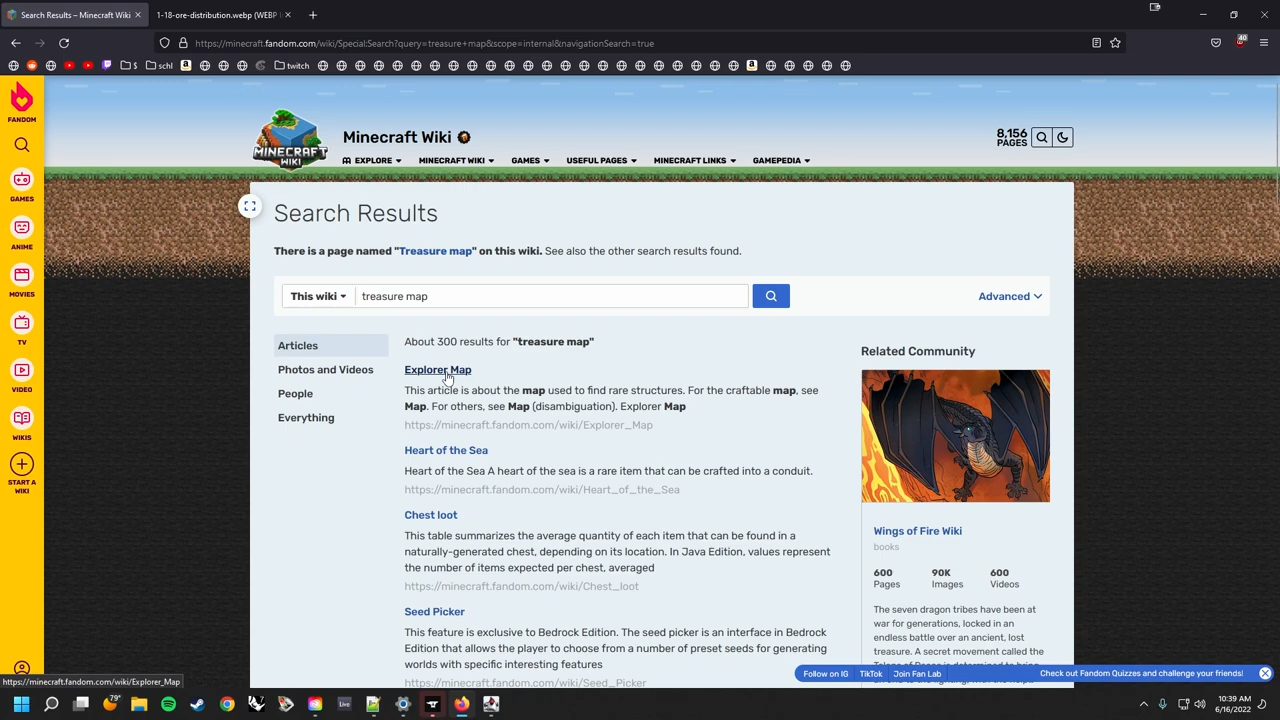 Search Results – Minecraft Wiki
1-18-ore-distribution.webp (WEBP I
https://minecraft.fandom.com/wiki/Special:Search?query=treasure+map&scope=internal&navigationSearch=true
40
$
schl
twitch
FANDOM
GAMES
ANIME
MOVIES
TV
VIDEO
WIKIS
START A
WIKI
MINECRAFT
WIKI
Minecraft Wiki
8,156
PAGES
EXPLORE
MINECRAFT WIKI
GAMES
USEFUL PAGES
MINECRAFT LINKS
GAMEPEDIA
Search Results
There is a page named "Treasure map" on this wiki. See also the other search results found.
This wiki
treasure map
Advanced
Articles
Photos and Videos
People
Everything
About 300 results for "treasure map"
Explorer Map
This article is about the map used to find rare structures. For the craftable map, see
Map. For others, see Map (disambiguation). Explorer Map
https://minecraft.fandom.com/wiki/Explorer_Map
Heart of the Sea
Heart of the Sea A heart of the sea is a rare item that can be crafted into a conduit.
https://minecraft.fandom.com/wiki/Heart_of_the_Sea
Chest loot
This table summarizes the average quantity of each item that can be found in a
naturally-generated chest, depending on its location. In Java Edition, values represent
the number of items expected per chest, averaged
https://minecraft.fandom.com/wiki/Chest_loot
Seed Picker
This feature is exclusive to Bedrock Edition. The seed picker is an interface in Bedrock
Edition that allows the player to choose from a number of preset seeds for generating
worlds with specific interesting features
https://minecraft.fandom.com/wiki/Seed_Picker
Related Community
Wings of Fire Wiki
books
600
Pages
90K
Images
600
Videos
The seven dragon tribes have been at
war for generations, locked in an
endless battle over an ancient, lost
treasure. A secret movement called the
Follow on IG
TikTok
Join Fan Lab
Check out Fandom Quizzes and challenge your friends!
https://minecraft.fandom.com/wiki/Explorer_Map
79°
Live
10:39 AM
6/16/2022